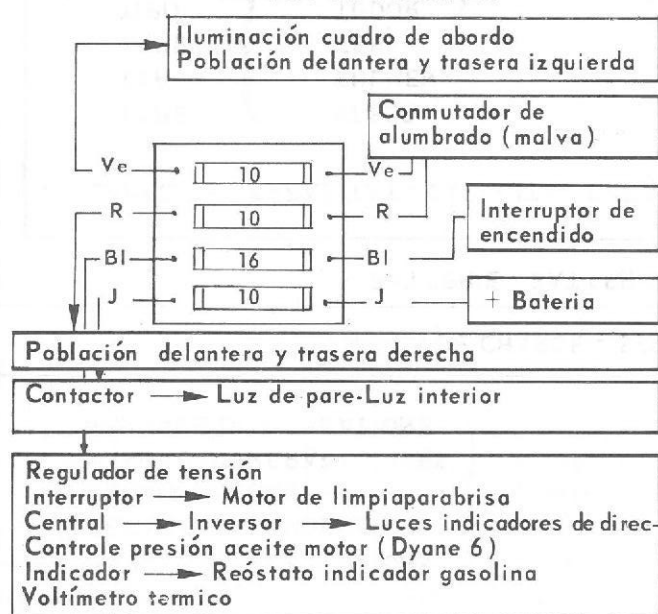 Iluminación cuadro de abordo
Población delantera y trasera izquierda
Conmutador de
alumbrado (malva)
Ve 10 Ve
R 10 R
Interruptor de
encendido
Bl 16 Bl
J 10 J
+ Bateria
Población delantera y trasera derecha
Contactor → Luz de pare-Luz interior
Regulador de tensión
Interruptor → Motor de limpiaparabrisa
Central → Inversor → Luces indicadores de direc-
Controle presión aceite motor (Dyane 6)
Indicador → Reóstato indicador gasolina
Voltímetro termico